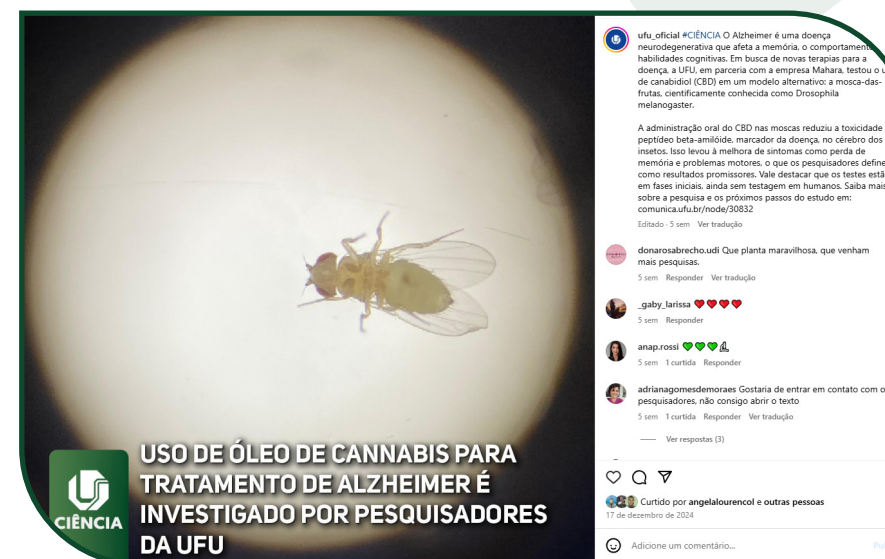 ufu_oficial #CIÊNCIA O Alzheimer é uma doença
neurodegenerativa que afeta a memória, o comportamento
habilidades cognitivas. Em busca de novas terapias para a
doença, a UFU, em parceria com a empresa Mahara, testou o
de canabidiol (CBD) em um modelo alternativo: a mosca-das-
frutas, cientificamente conhecida como Drosophila
melanogaster.
A administração oral do CBD nas moscas reduziu a toxicidade
peptídeo beta-amilóide, marcador da doença, no cérebro dos
insetos. Isso levou à melhora de sintomas como perda de
memória e problemas motores, o que os pesquisadores define
como resultados promissores. Vale destacar que os testes estã
em fases iniciais, ainda sem testagem em humanos. Saiba mais
sobre a pesquisa e os próximos passos do estudo em:
comunica.ufu.br/node/30832
Editado · 5 sem Ver tradução
donarosabrecho.udi Que planta maravilhosa, que venham
mais pesquisas.
5 sem Responder Ver tradução
_gaby_larissa ❤️❤️❤️❤️
5 sem Responder
anap.rossi 💚💚💚
5 sem 1 curtida Responder
adrianagomesdemoraes Gostaria de entrar em contato com o
pesquisadores, não consigo abrir o texto
5 sem 1 curtida Responder Ver tradução
Ver respostas (3)
Curtido por angelalourencol e outras pessoas
17 de dezembro de 2024
Adicione um comentário...
CIÊNCIA
USO DE ÓLEO DE CANNABIS PARA
TRATAMENTO DE ALZHEIMER É
INVESTIGADO POR PESQUISADORES
DA UFU